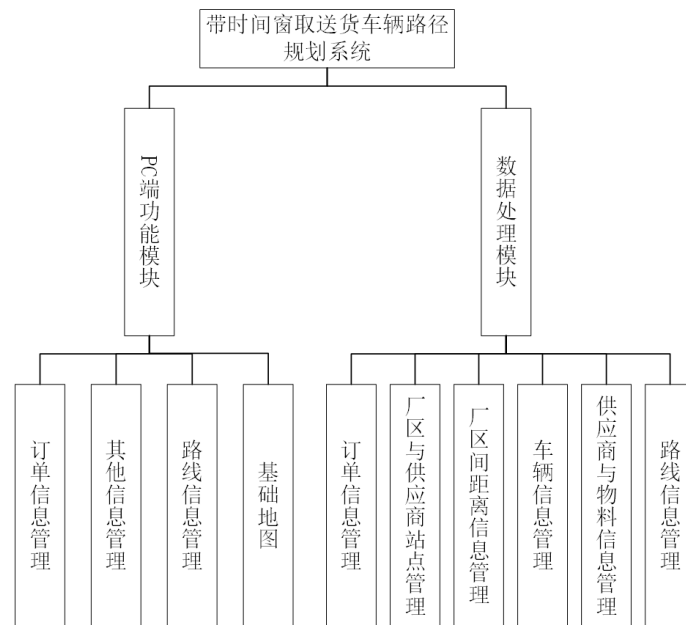 带时间窗取送货车辆路径
规划系统
PC端功能模块
数据处理模块
订单信息管理
其他信息管理
路线信息管理
基础地图
订单信息管理
厂区与供应商站点管理
厂区间距离信息管理
车辆信息管理
供应商与物料信息管理
路线信息管理